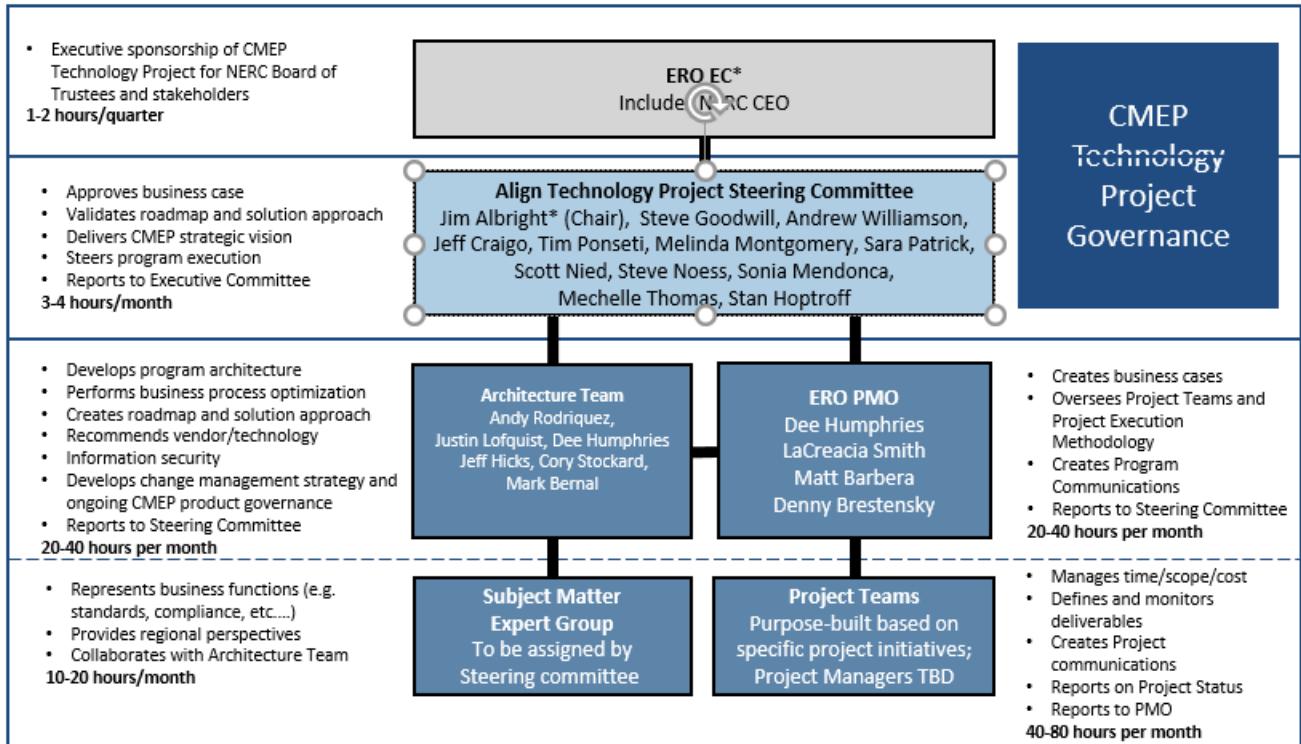 • Executive sponsorship of CMEP
Technology Project for NERC Board of
Trustees and stakeholders
1-2 hours/quarter
ERO EC*
CEO
CMEP
Technology
Project
Governance
• Approves business case
• Validates roadmap and solution approach
• Delivers CMEP strategic vision
• Steers program execution
• Reports to Executive Committee
3-4 hours/month
Align Technology Project Steering Committee
Jim Albright* (Chair), Steve Goodwill, Andrew Williamson,
Jeff Craigo, Tim Ponseti, Melinda Montgomery, Sara Patrick,
Scott Nied, Steve Noess, Sonia Mendonca,
Mechelle Thomas, Stan Hoptroff
• Develops program architecture
• Performs business process optimization
• Creates roadmap and solution approach
• Recommends vendor/technology
• Information security
• Develops change management strategy and
ongoing CMEP product governance
• Reports to Steering Committee
20-40 hours per month
Architecture Team
Andy Rodriquez,
Justin Lofquist, Dee Humphries
Jeff Hicks, Cory Stockard,
Mark Bernal
ERO PMO
Dee Humphries
LaCreacia Smith
Matt Barbera
Denny Brestensky
• Creates business cases
• Oversees Project Teams and
Project Execution
Methodology
• Creates Program
Communications
• Reports to Steering Committee
20-40 hours per month
• Represents business functions (e.g.
standards, compliance, etc....)
• Provides regional perspectives
• Collaborates with Architecture Team
10-20 hours/month
Subject Matter
Expert Group
To be assigned by
Steering committee
Project Teams
Purpose-built based on
specific project initiatives;
Project Managers TBD
• Manages time/scope/cost
• Defines and monitors
deliverables
• Creates Project
communications
• Reports on Project Status
• Reports to PMO
40-80 hours per month